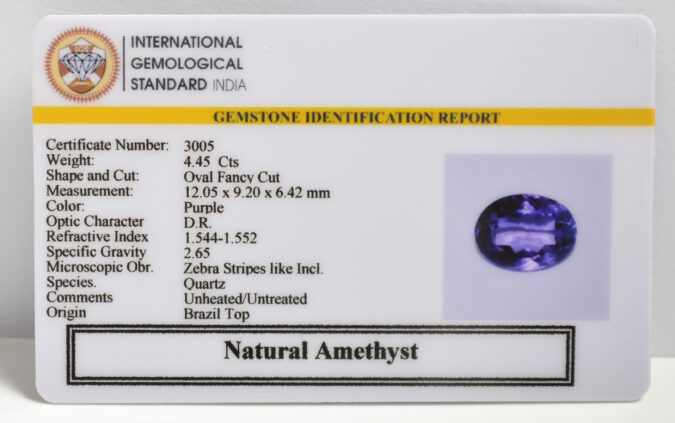 IGS
INTERNATIONAL
GEMOLOGICAL
STANDARD INDIA
GEMSTONE IDENTIFICATION REPORT
Certificate Number: 3005
Weight: 4.45 Cts
Shape and Cut: Oval Fancy Cut
Measurement: 12.05 x 9.20 x 6.42 mm
Color: Purple
Optic Character D.R.
Refractive Index 1.544-1.552
Specific Gravity 2.65
Microscopic Obr. Zebra Stripes like Incl.
Species. Quartz
Comments Unheated/Untreated
Origin Brazil Top
Natural Amethyst